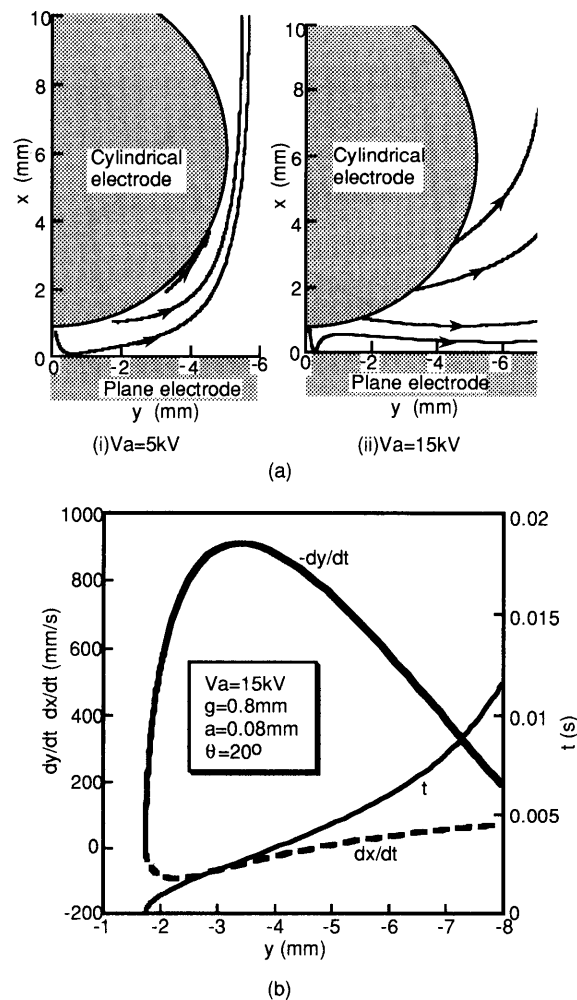 10
8
6
4
2
0
x (mm)
Cylindrical
electrode
0 -2 -4 -6
Plane electrode
y (mm)
(i)Va=5kV
10
8
6
4
2
0
Cylindrical
electrode
0 -2 -4 -6
Plane electrode
y (mm)
(ii)Va=15kV
(a)
1000
800
600
400
200
0
-200
dy/dt dx/dt (mm/s)
-dy/dt
Va=15kV
g=0.8mm
a=0.08mm
θ=20º
t
dx/dt
0.02
0.015
0.01
0.005
0
t (s)
-1 -2 -3 -4 -5 -6 -7 -8
y (mm)
(b)